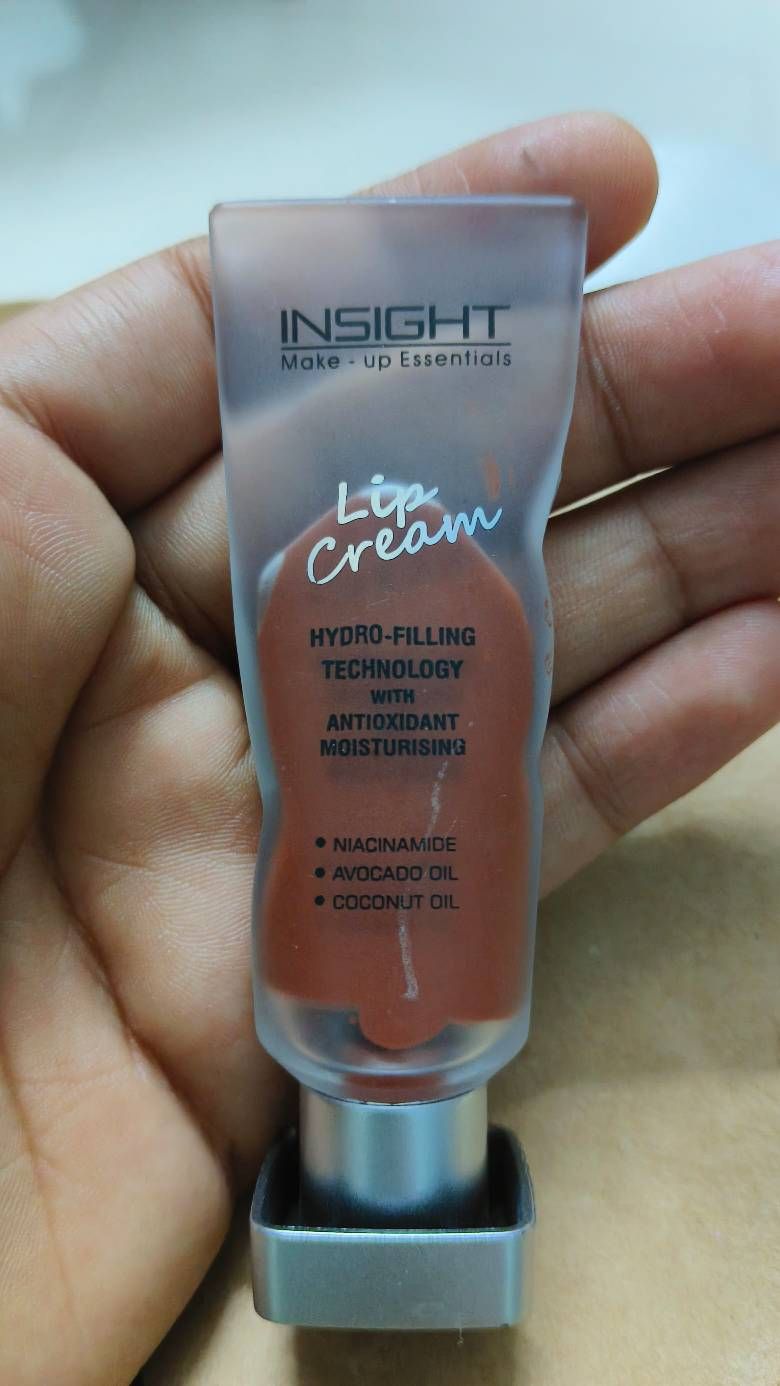 INSIGHT
Make - up Essentials
Lip
Cream
HYDRO-FILLING
TECHNOLOGY
WITH
ANTIOXIDANT
MOISTURISING
• NIACINAMIDE
• AVOCADO OIL
• COCONUT OIL